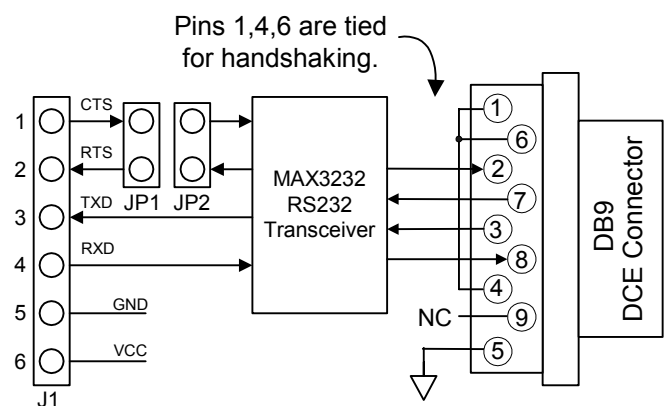 Pins 1,4,6 are tied
for handshaking.
1
CTS
2
RTS
3
TXD
4
RXD
5
GND
6
VCC
J1
JP1
JP2
MAX3232
RS232
Transceiver
1
6
2
7
3
8
4
NC
9
5
DB9
DCE Connector